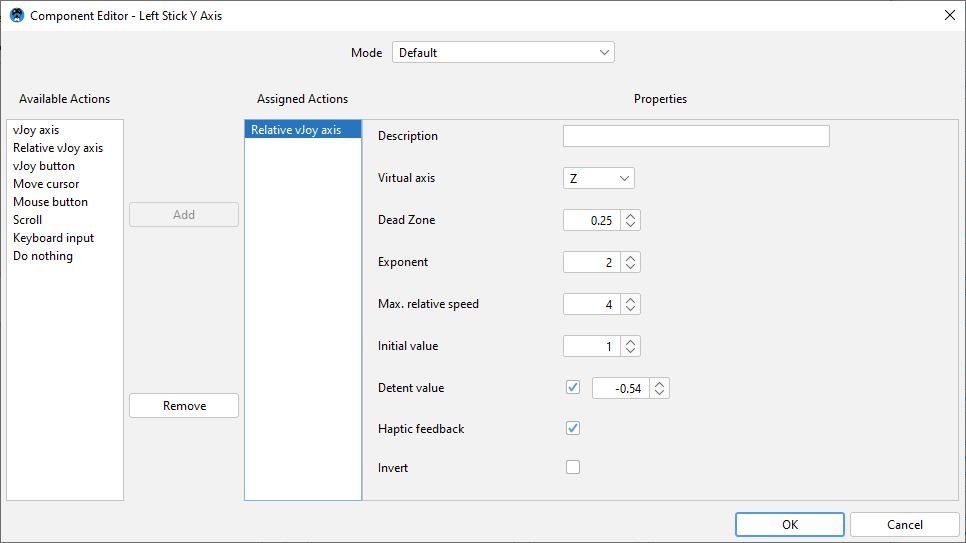 Component Editor - Left Stick Y Axis
Mode Default
Available Actions
Assigned Actions
Properties
vJoy axis
Relative vJoy axis
vJoy button
Move cursor
Mouse button
Scroll
Keyboard input
Do nothing
Add
Remove
Relative vJoy axis
Description
Virtual axis Z
Dead Zone 0.25
Exponent 2
Max. relative speed 4
Initial value 1
Detent value -0.54
Haptic feedback
Invert
OK
Cancel